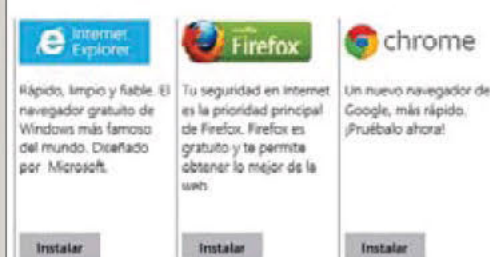 Internet
Explorer
Rápido, limpio y fiable. El
navegador gratuito de
Windows más famoso
del mundo. Diseñado
por Microsoft.
Instalar
mozilla
Firefox
Tu seguridad en Internet
es la prioridad principal
de Firefox. Firefox es
gratuito y te permite
obtener lo mejor de la
web
Instalar
chrome
Un nuevo navegador de
Google, más rápido.
¡Pruébalo ahora!
Instalar